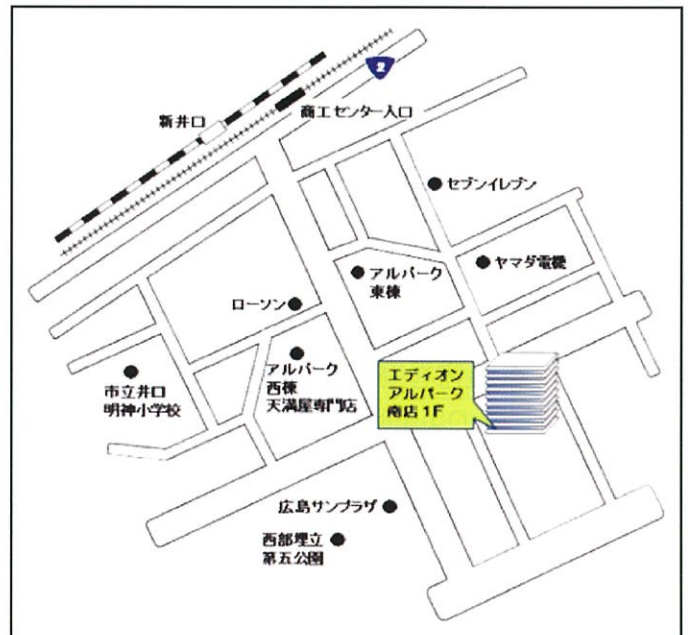 2
新井口
商工センター入口
セブンイレブン
ヤマダ電機
アルパーク
東棟
ローソン
アルパーク
西棟
天満屋専門店
市立井口
明神小学校
エディオン
アルパーク
南店1F
広島サンプラザ
西部埋立
第五公園